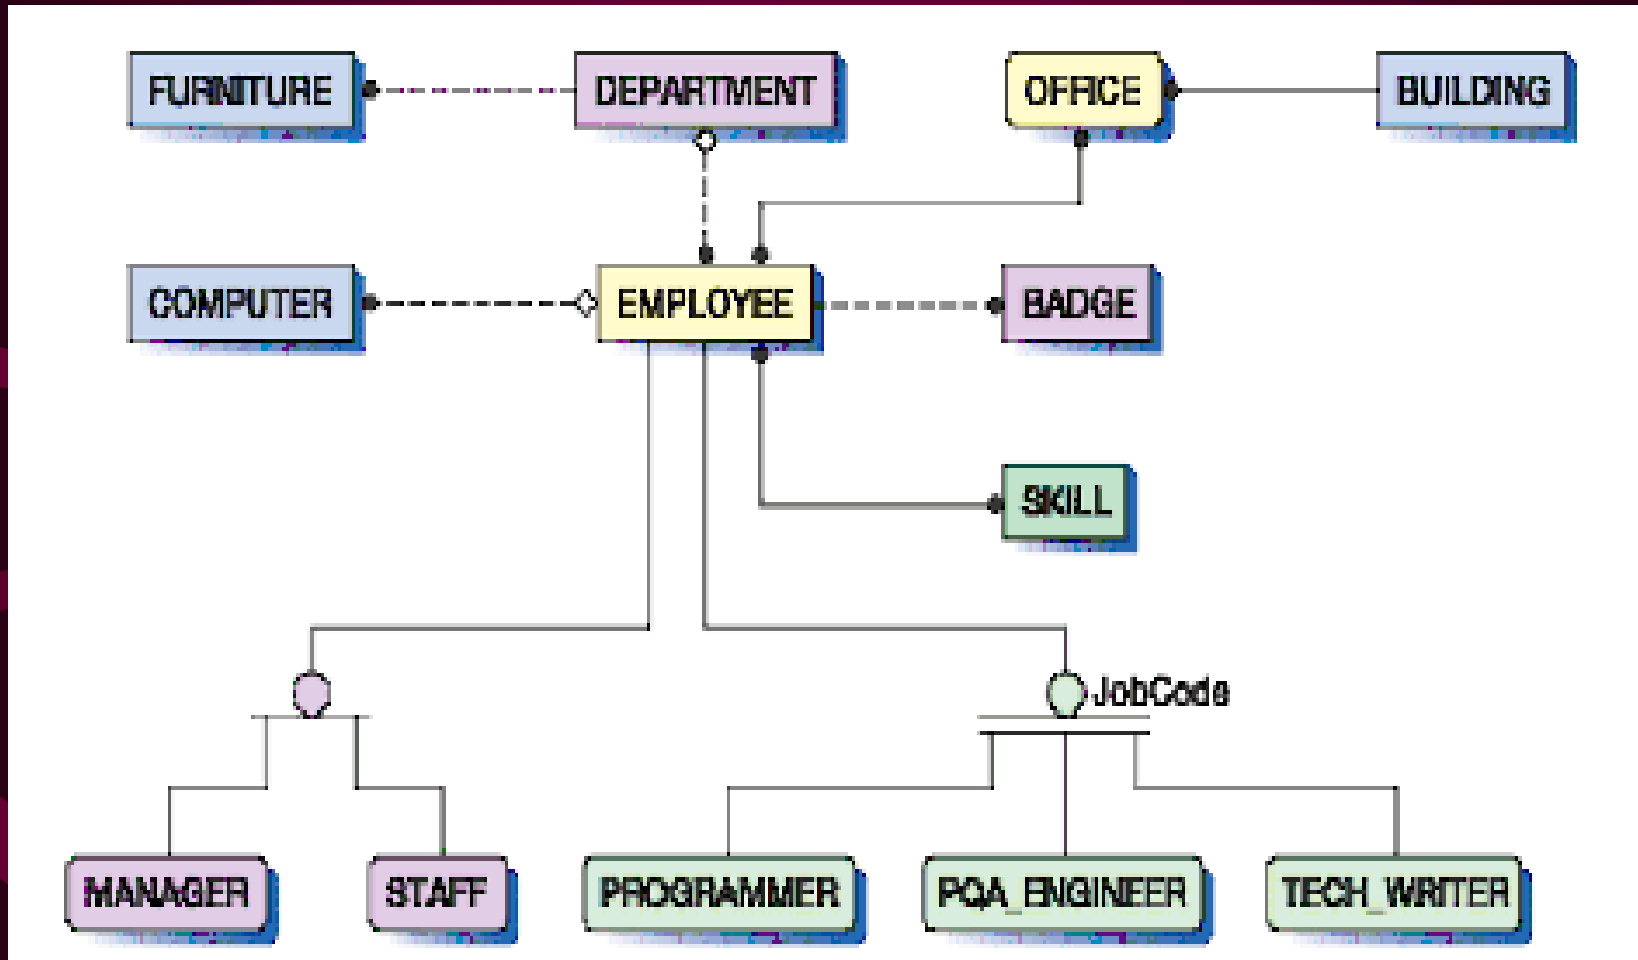 FURNITURE
DEPARTMENT
OFFICE
BUILDING
COMPUTER
EMPLOYEE
BADGE
SKILL
JobCode
MANAGER
STAFF
PROGRAMMER
PQA_ENGINEER
TECH_WRITER